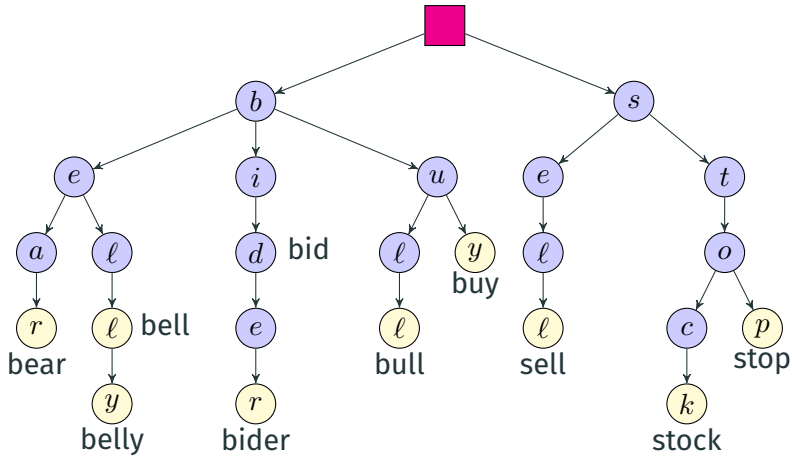 b s
e i u e t
a ℓ d bid ℓ y ℓ o
buy
r ℓ bell e ℓ ℓ c p
bear bull sell stop
y r k
belly bider stock